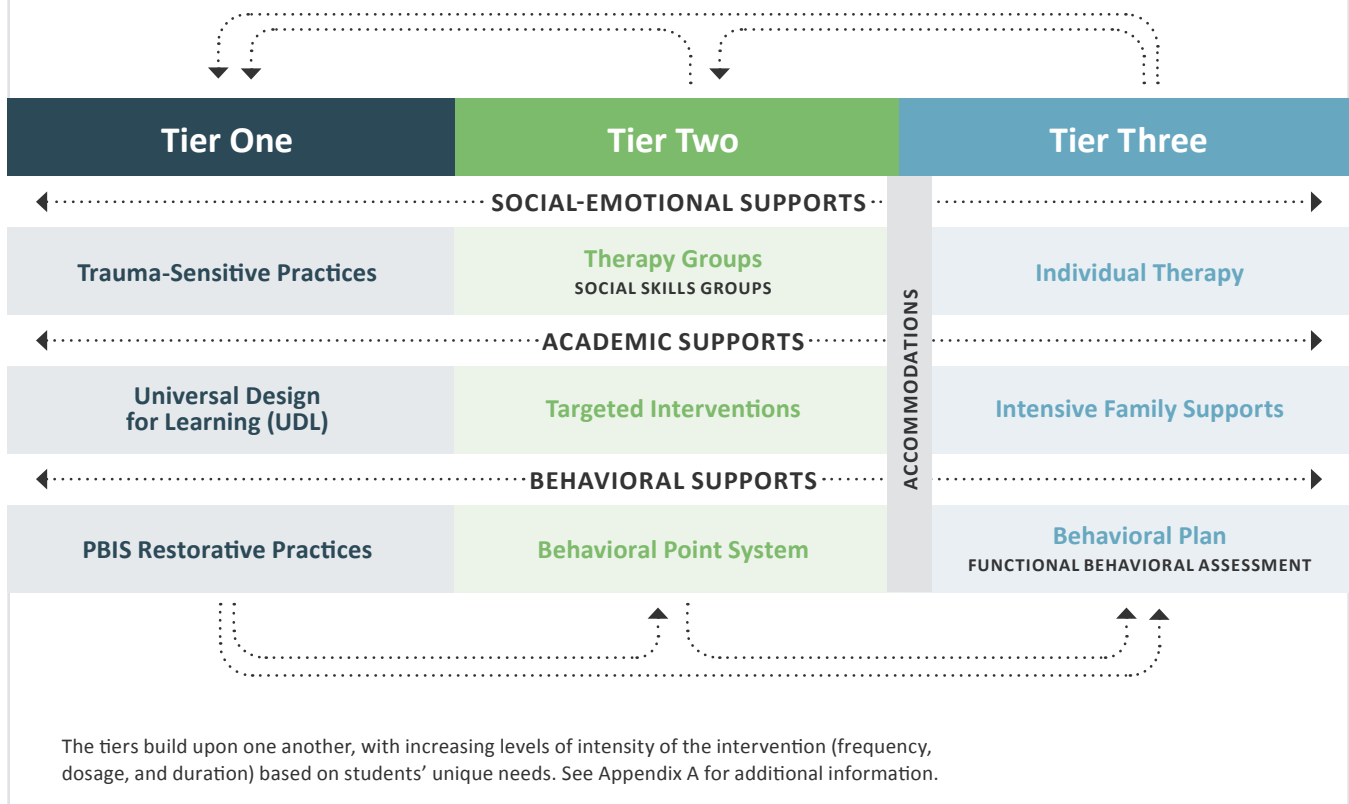 Tier One
Tier Two
Tier Three
SOCIAL-EMOTIONAL SUPPORTS
Trauma-Sensitive Practices
Therapy Groups
SOCIAL SKILLS GROUPS
Individual Therapy
ACCOMMODATIONS
ACADEMIC SUPPORTS
Universal Design
for Learning (UDL)
Targeted Interventions
Intensive Family Supports
BEHAVIORAL SUPPORTS
PBIS Restorative Practices
Behavioral Point System
Behavioral Plan
FUNCTIONAL BEHAVIORAL ASSESSMENT
The tiers build upon one another, with increasing levels of intensity of the intervention (frequency,
dosage, and duration) based on students’ unique needs. See Appendix A for additional information.